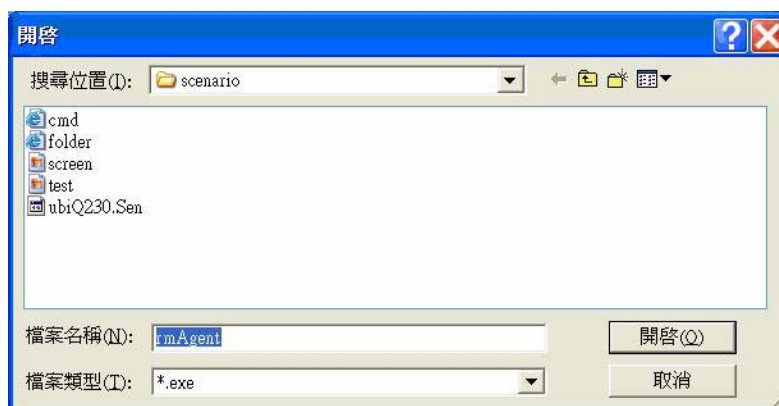 開啓
搜尋位置(I): scenario
cmd
folder
screen
test
ubiQ230.Sen
檔案名稱(N): rmAgent 開啓(O)
檔案類型(T): *.exe 取消